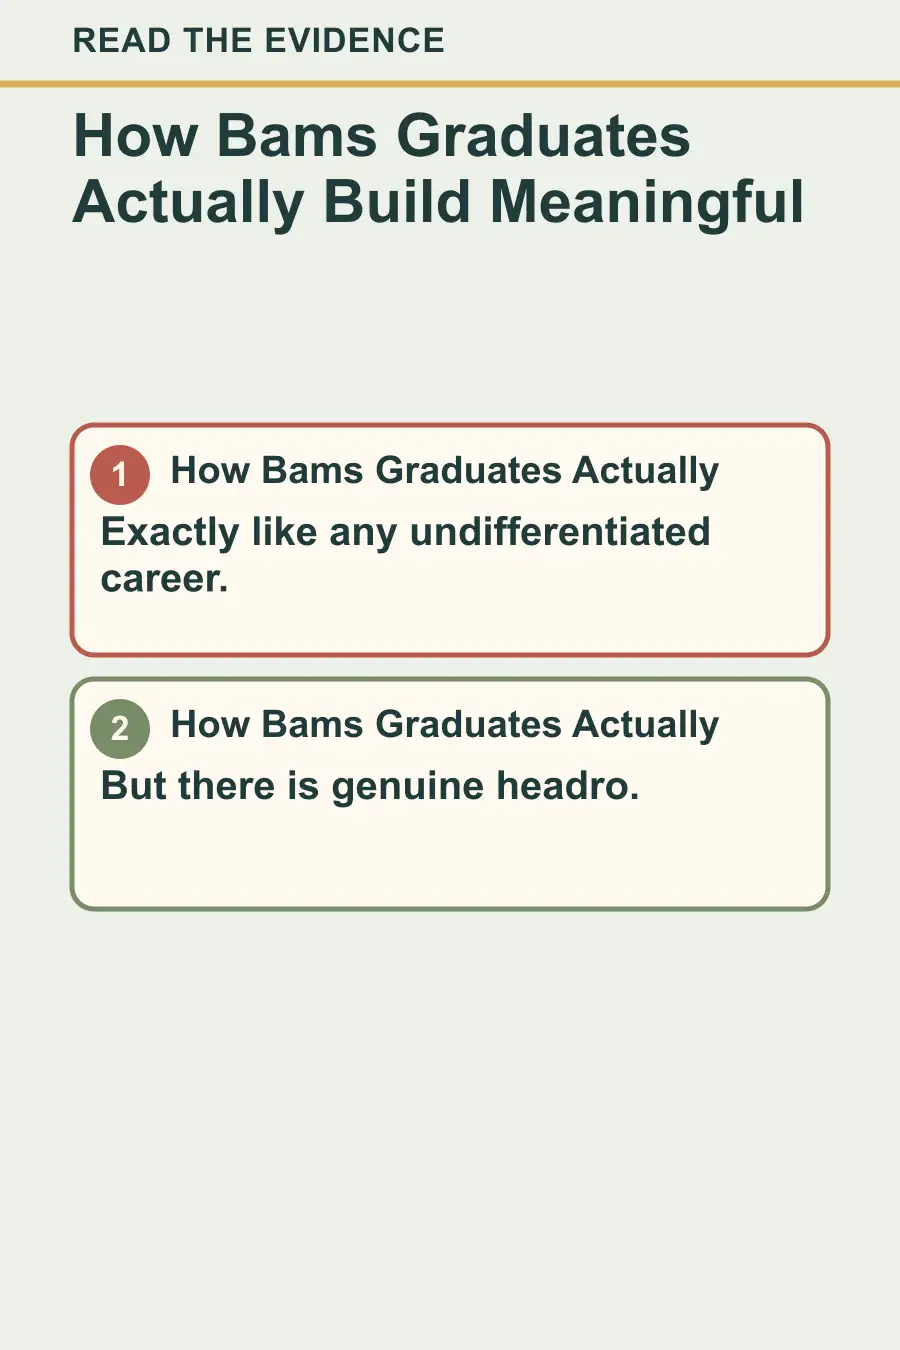 READ THE EVIDENCE
How Bams Graduates
Actually Build Meaningful
1 How Bams Graduates Actually
Exactly like any undifferentiated
career.
2 How Bams Graduates Actually
But there is genuine headro.